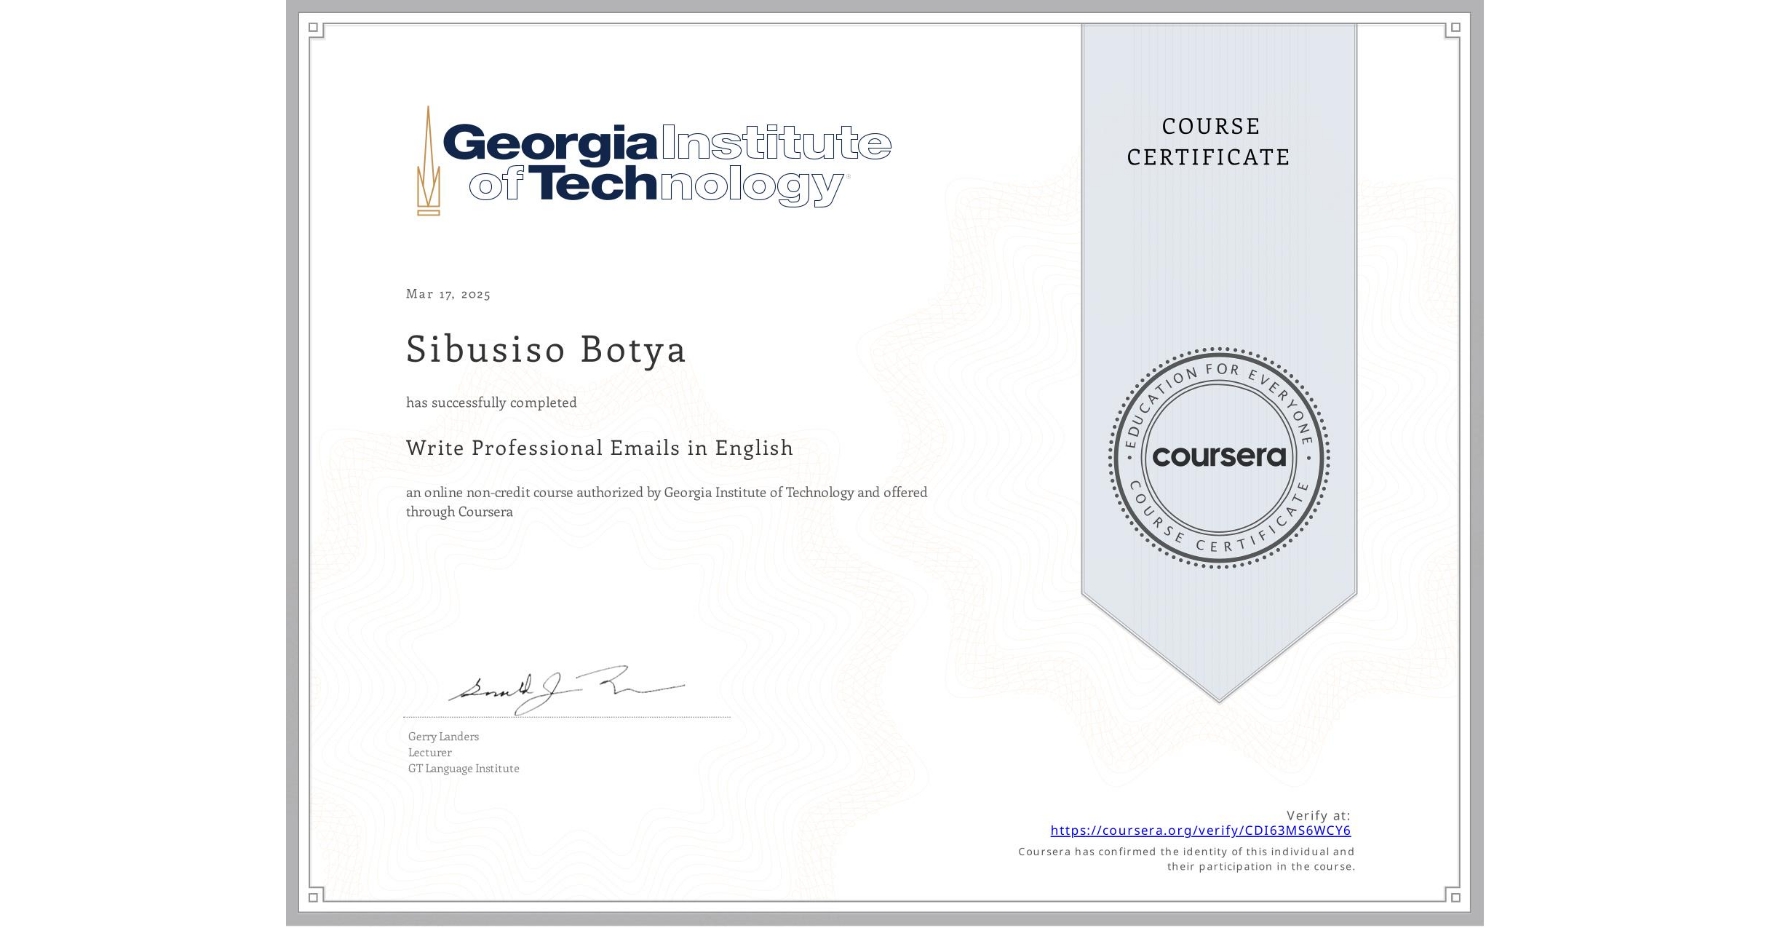 Georgia Institute
of Technology
COURSE
CERTIFICATE
Mar 17, 2025
Sibusiso Botya
has successfully completed
Write Professional Emails in English
an online non-credit course authorized by Georgia Institute of Technology and offered
through Coursera
EDUCATION FOR EVERYONE
coursera
COURSE CERTIFICATE
Gerry Landers
Lecturer
GT Language Institute
Verify at:
https://coursera.org/verify/CDI63MS6WCY6
Coursera has confirmed the identity of this individual and
their participation in the course.